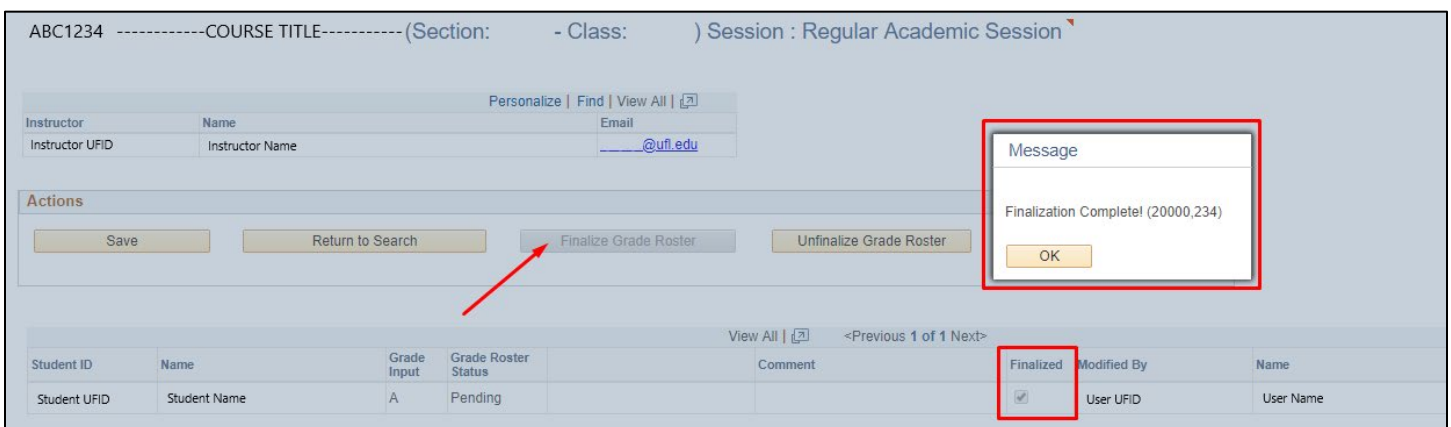 ABC1234 -------------COURSE TITLE-----------(Section: - Class: ) Session : Regular Academic Session
Personalize | Find | View All |
Instructor Name Email
Instructor UFID Instructor Name _____@ufl.edu
Message
Finalization Complete! (20000,234)
OK
Actions
Save Return to Search Finalize Grade Roster Unfinalize Grade Roster
View All | <Previous 1 of 1 Next>
Student ID Name Grade Input Grade Roster Status Comment Finalized Modified By Name
Student UFID Student Name A Pending User UFID User Name